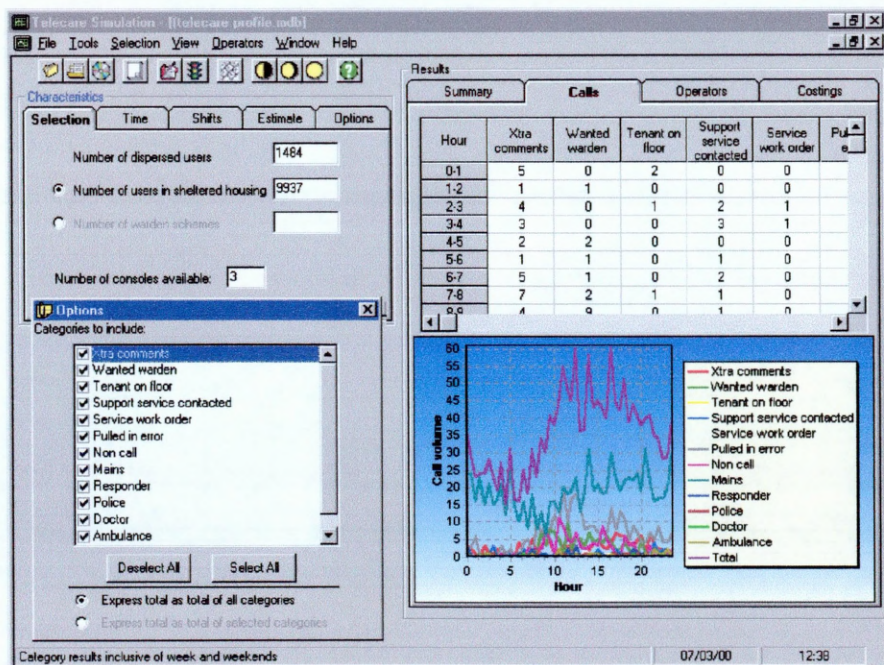 Telecare Simulation - [(telecare profile.mdb)]
File Tools Selection View Operators Window Help
Characteristics
Selection Time Shifts Estimate Options
Number of dispersed users 1484
Number of users in sheltered housing 9937
Number of warden schemes
Number of consoles available: 3
Options
Categories to include:
Xtra comments
Wanted warden
Tenant on floor
Support service contacted
Service work order
Pulled in error
Non call
Mains
Responder
Police
Doctor
Ambulance
Deselect All Select All
Express total as total of all categories
Express total as total of selected categories
Results
Summary Calls Operators Costings
Hour Xtra comments Wanted warden Tenant on floor Support service contacted Service work order
0-1 5 0 2 0 0
1-2 1 1 0 0 0
2-3 4 0 1 2 1
3-4 3 0 0 3 1
4-5 2 2 0 0 0
5-6 1 1 0 1 0
6-7 5 1 0 2 0
7-8 7 2 1 1 0
8-9 4 9 0 1 0
60
55
50
45
40
35
30
25
20
15
10
5
0
Call volume
0 5 10 15 20
Hour
Xtra comments
Wanted warden
Tenant on floor
Support service contacted
Service work order
Pulled in error
Non call
Mains
Responder
Police
Doctor
Ambulance
Total
Category results inclusive of week and weekends 07/03/00 12:38